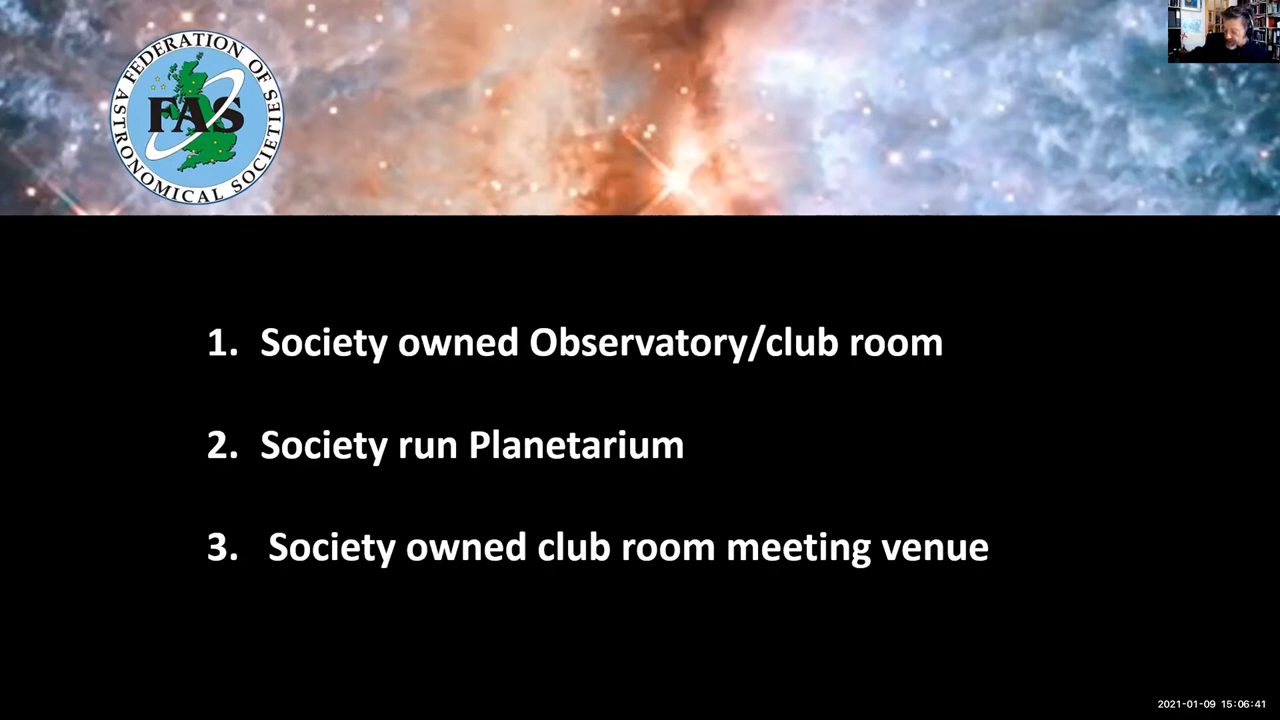 FEDERATION OF ASTRONOMICAL SOCIETIES
FAS
1. Society owned Observatory/club room
2. Society run Planetarium
3. Society owned club room meeting venue
2021-01-09 15:06:41